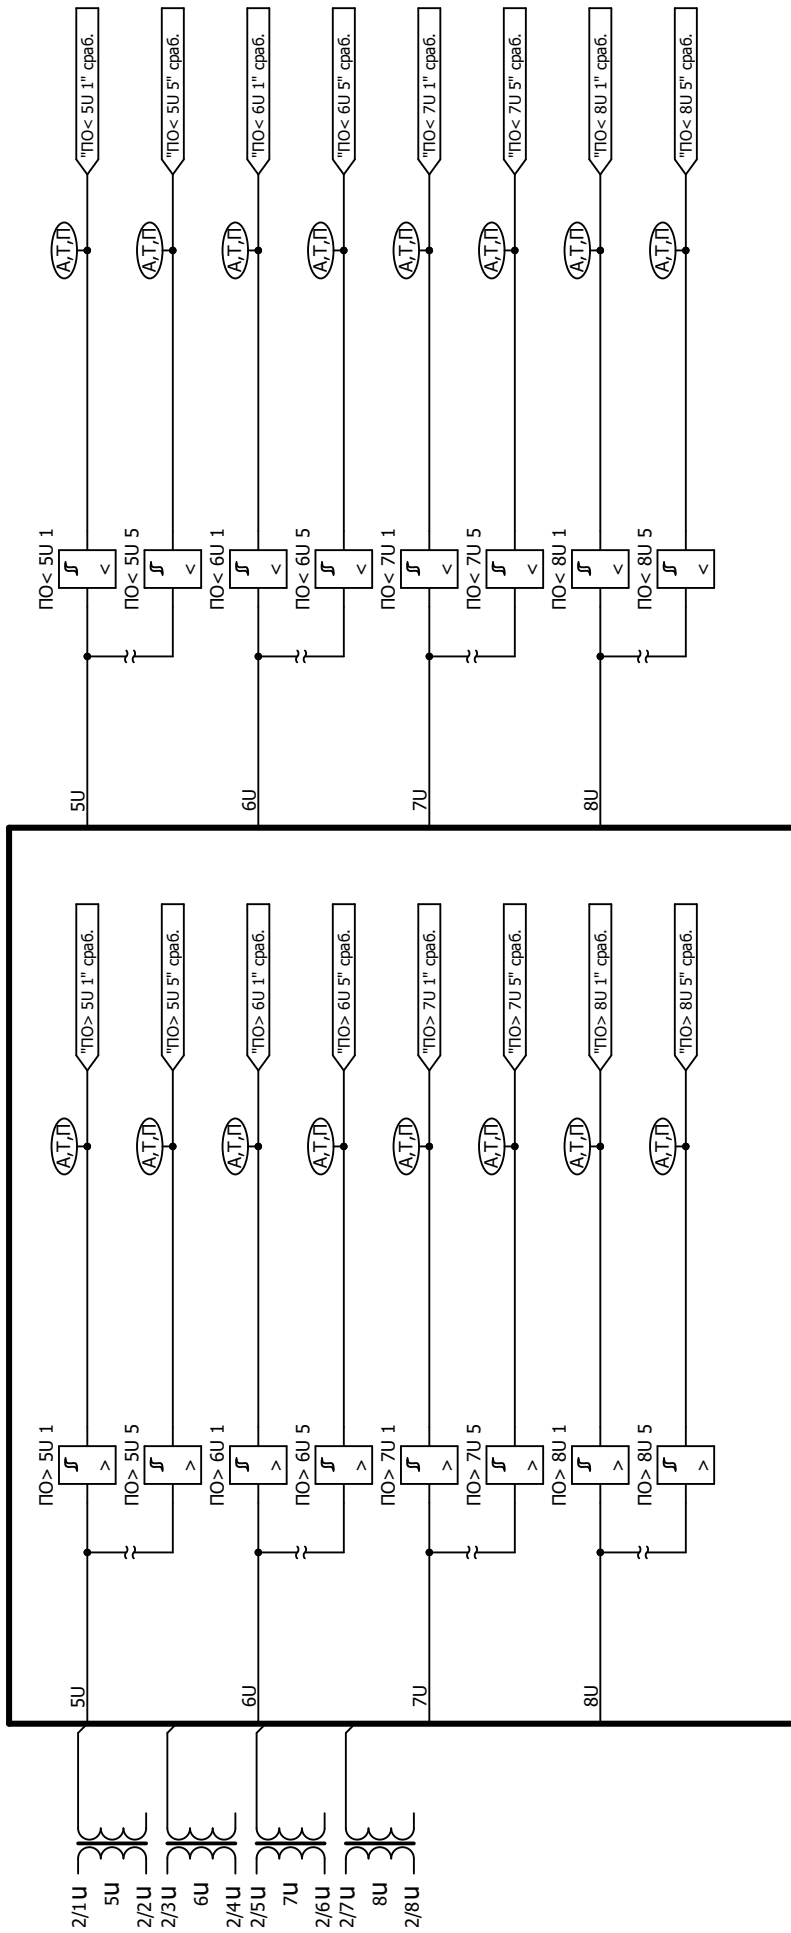 "ПО< 5U 1" сраб.
"ПО< 5U 5" сраб.
"ПО< 6U 1" сраб.
"ПО< 6U 5" сраб.
"ПО< 7U 1" сраб.
"ПО< 7U 5" сраб.
"ПО< 8U 1" сраб.
"ПО< 8U 5" сраб.
А,Т,П
А,Т,П
А,Т,П
А,Т,П
А,Т,П
А,Т,П
А,Т,П
А,Т,П
ПО< 5U 1
<
ПО< 5U 5
<
ПО< 6U 1
<
ПО< 6U 5
<
ПО< 7U 1
<
ПО< 7U 5
<
ПО< 8U 1
<
ПО< 8U 5
<
5U
6U
7U
8U
"ПО> 5U 1" сраб.
"ПО> 5U 5" сраб.
"ПО> 6U 1" сраб.
"ПО> 6U 5" сраб.
"ПО> 7U 1" сраб.
"ПО> 7U 5" сраб.
"ПО> 8U 1" сраб.
"ПО> 8U 5" сраб.
А,Т,П
А,Т,П
А,Т,П
А,Т,П
А,Т,П
А,Т,П
А,Т,П
А,Т,П
ПО> 5U 1
>
ПО> 5U 5
>
ПО> 6U 1
>
ПО> 6U 5
>
ПО> 7U 1
>
ПО> 7U 5
>
ПО> 8U 1
>
ПО> 8U 5
>
5U
6U
7U
8U
2/1u
5u
2/2u
2/3u
6u
2/4u
2/5u
7u
2/6u
2/7u
8u
2/8u